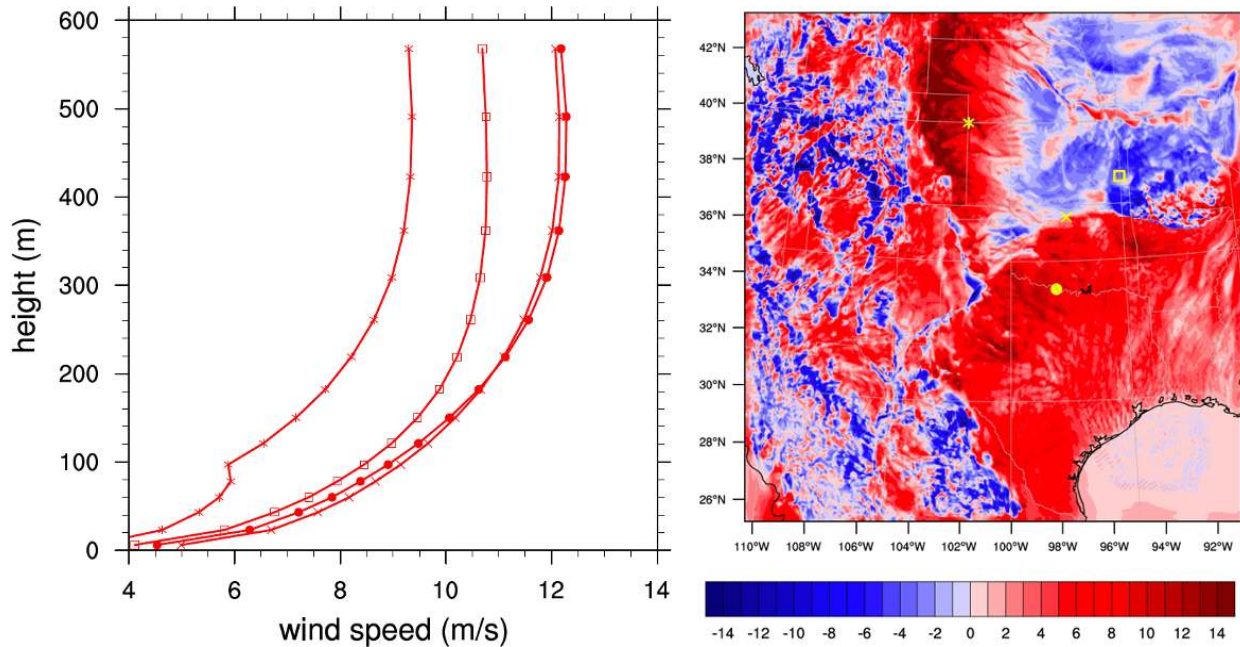 600
500
400
300
200
100
0
height (m)
4 6 8 10 12 14
wind speed (m/s)
42°N
40°N
38°N
36°N
34°N
32°N
30°N
28°N
26°N
110°W 108°W 106°W 104°W 102°W 100°W 98°W 96°W 94°W 92°W
-14 -12 -10 -8 -6 -4 -2 0 2 4 6 8 10 12 14